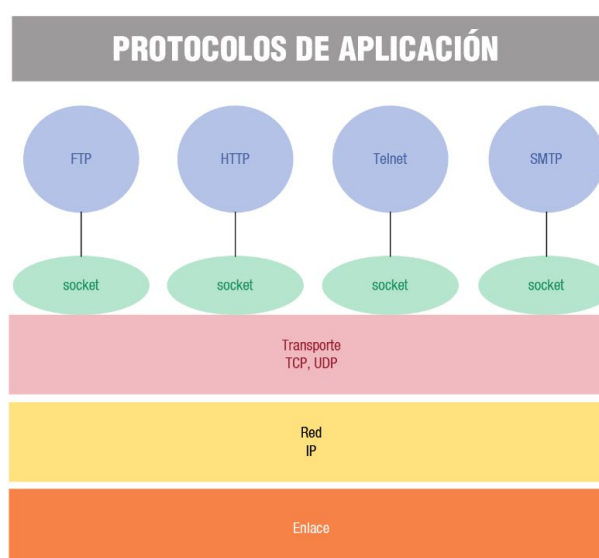 PROTOCOLOS DE APLICACIÓN
FTP
HTTP
Telnet
SMTP
socket
socket
socket
socket
Transporte
TCP, UDP
Red
IP
Enlace